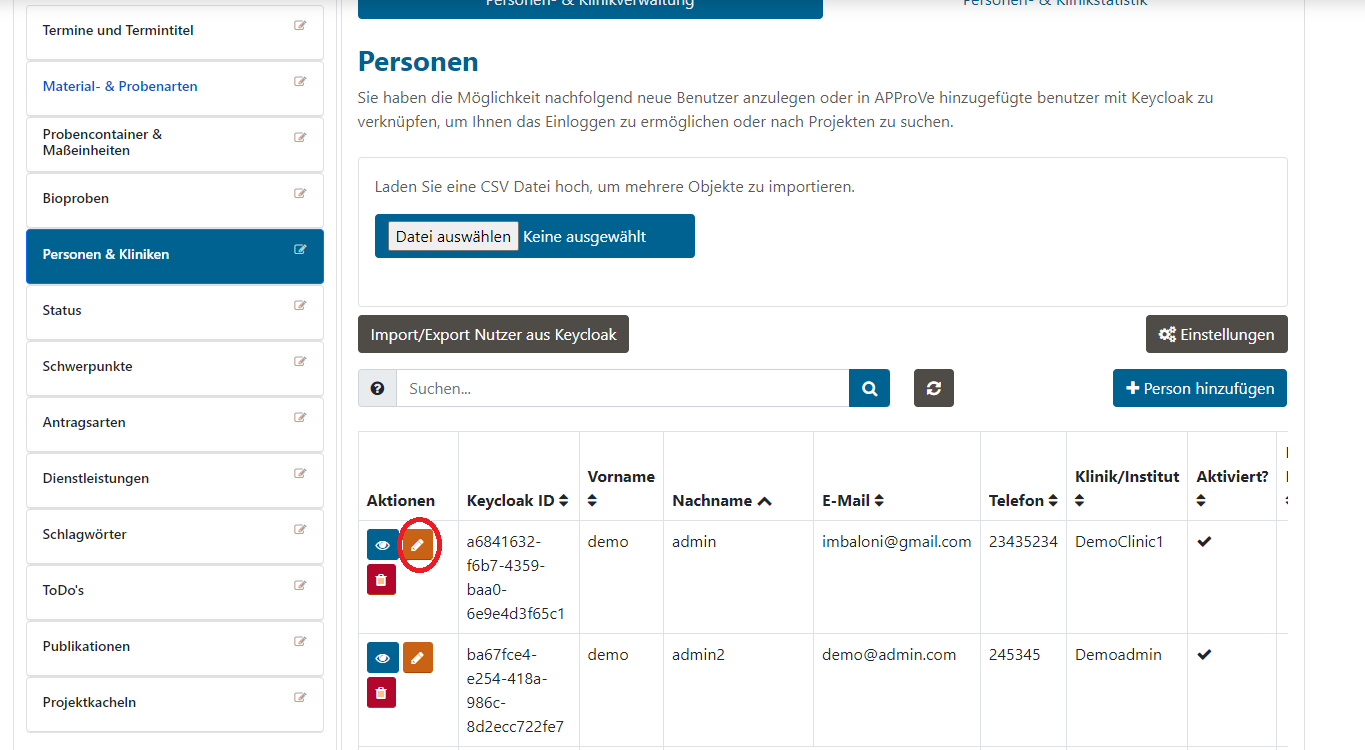 Personen- & Klinikverwaltung
Personen- & Klinikstatistik
Termine und Termintitel
Material- & Probenarten
Probencontainer &
Maßeinheiten
Bioproben
Personen & Kliniken
Status
Schwerpunkte
Antragsarten
Dienstleistungen
Schlagwörter
ToDo's
Publikationen
Projektkacheln
Personen
Sie haben die Möglichkeit nachfolgend neue Benutzer anzulegen oder in APProVe hinzugefügte benutzer mit Keycloak zu
verknüpfen, um Ihnen das Einloggen zu ermöglichen oder nach Projekten zu suchen.
Laden Sie eine CSV Datei hoch, um mehrere Objekte zu importieren.
Datei auswählen Keine ausgewählt
Import/Export Nutzer aus Keycloak
Einstellungen
Suchen...
Person hinzufügen
Aktionen
Keycloak ID
Vorname
Nachname
E-Mail
Telefon
Klinik/Institut
Aktiviert?
a6841632-
f6b7-4359-
baa0-
6e9e4d3f65c1
demo
admin
imbaloni@gmail.com
23435234
DemoClinic1
ba67fce4-
e254-418a-
986c-
8d2ecc722fe7
demo
admin2
demo@admin.com
245345
Demoadmin